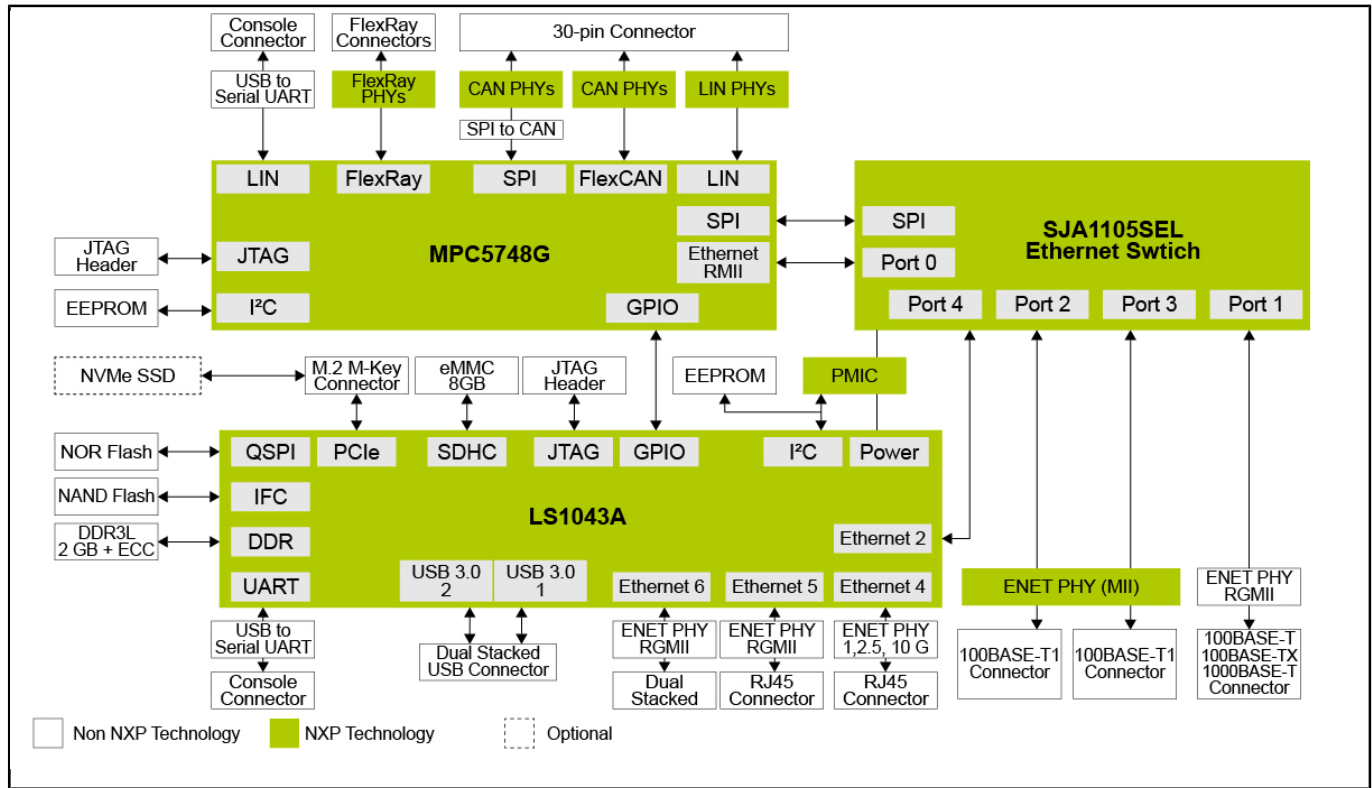 Console
Connector
FlexRay
Connectors
30-pin Connector
USB to
Serial UART
FlexRay
PHYs
CAN PHYs
CAN PHYs
LIN PHYs
SPI to CAN
LIN
FlexRay
SPI
FlexCAN
LIN
SPI
Ethernet
RMII
JTAG
Header
JTAG
MPC5748G
EEPROM
I²C
GPIO
SPI
Port 0
SJA1105SEL
Ethernet Swtich
Port 4
Port 2
Port 3
Port 1
NVMe SSD
M.2 M-Key
Connector
eMMC
8GB
JTAG
Header
EEPROM
PMIC
NOR Flash
QSPI
PCIe
SDHC
JTAG
GPIO
I²C
Power
NAND Flash
IFC
LS1043A
DDR3L
2 GB + ECC
DDR
Ethernet 2
UART
USB 3.0
2
USB 3.0
1
Ethernet 6
Ethernet 5
Ethernet 4
ENET PHY (MII)
ENET PHY
RGMII
USB to
Serial UART
Console
Connector
Dual Stacked
USB Connector
ENET PHY
RGMII
Dual
Stacked
ENET PHY
RGMII
RJ45
Connector
ENET PHY
1,2.5, 10 G
RJ45
Connector
100BASE-T1
Connector
100BASE-T1
Connector
100BASE-T
100BASE-TX
1000BASE-T
Connector
Non NXP Technology
NXP Technology
Optional